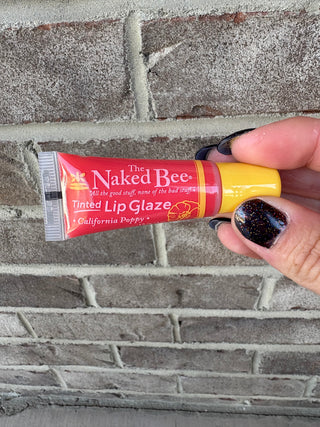 The
Naked Bee®
All the good stuff, none of the bad stuff.®
Tinted Lip Glaze
• California Poppy •